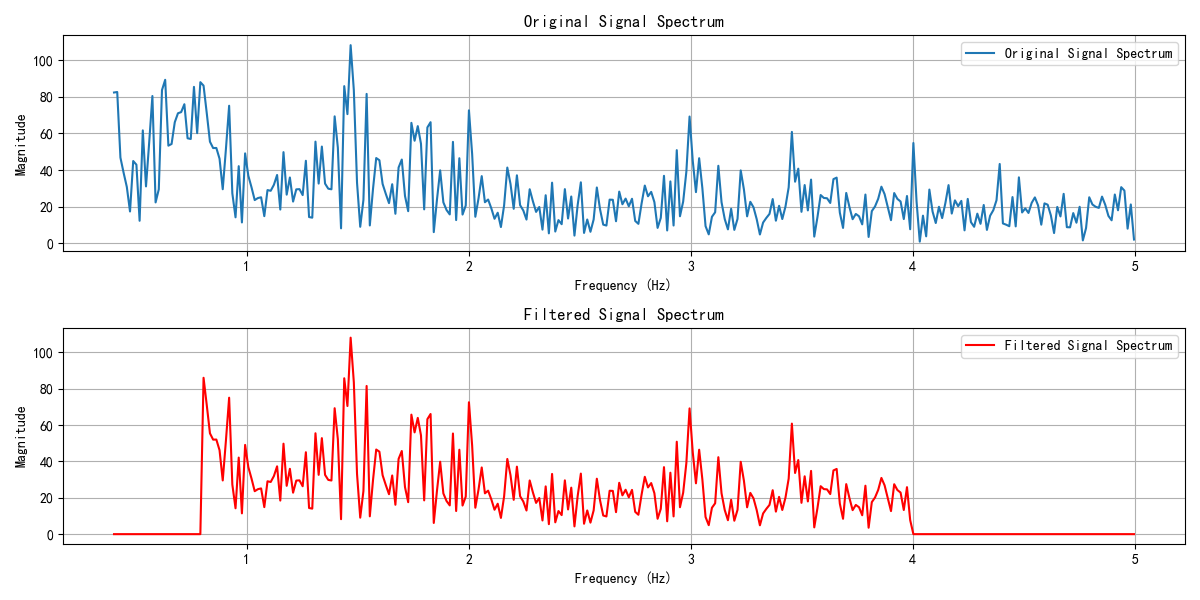 Original Signal Spectrum
Original Signal Spectrum
Magnitude
100
80
60
40
20
0
1
2
3
4
5
Frequency (Hz)
Filtered Signal Spectrum
Filtered Signal Spectrum
Magnitude
100
80
60
40
20
0
1
2
3
4
5
Frequency (Hz)